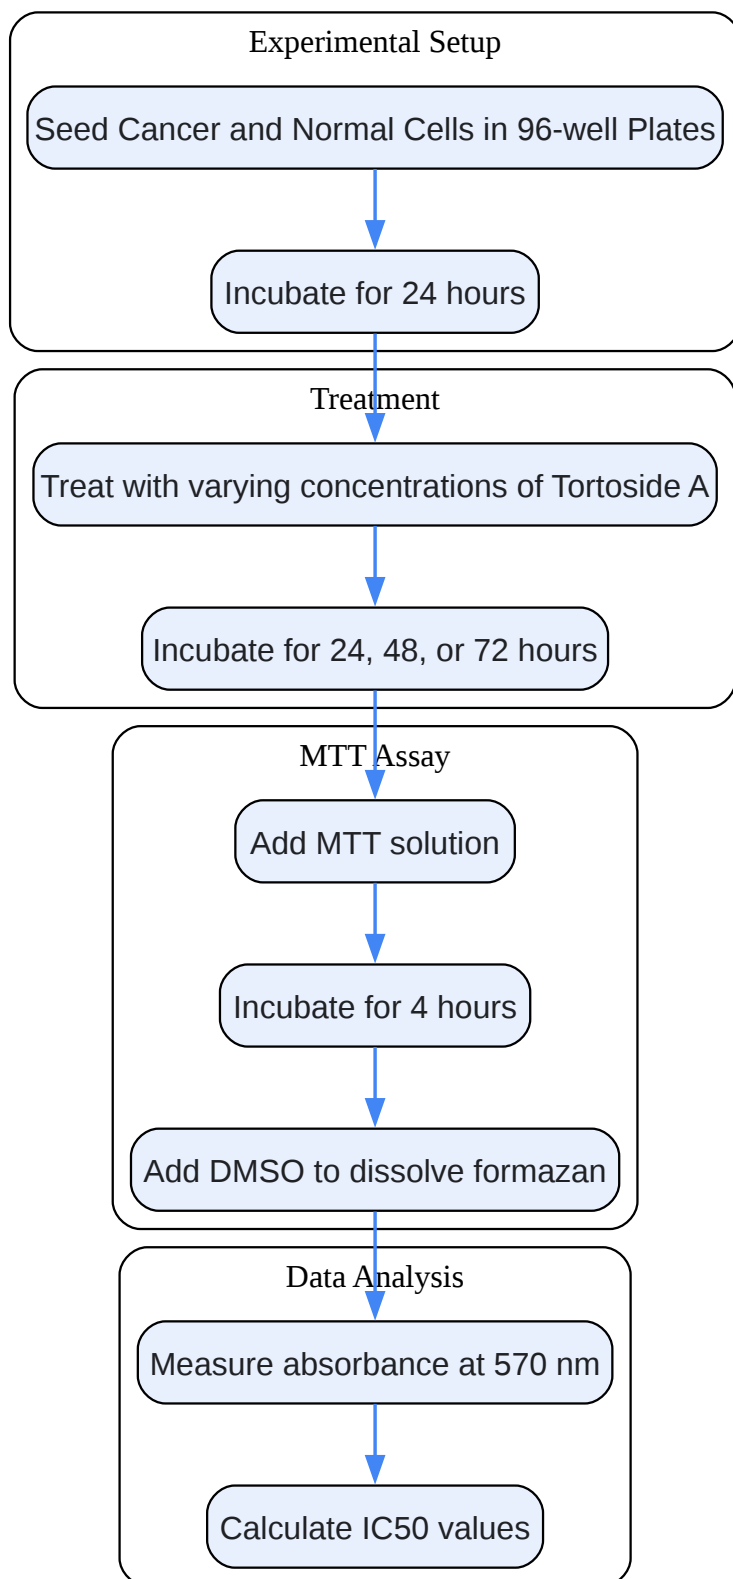 Experimental Setup
Seed Cancer and Normal Cells in 96-well Plates
Incubate for 24 hours
Treatment
Treat with varying concentrations of Tortoside A
Incubate for 24, 48, or 72 hours
MTT Assay
Add MTT solution
Incubate for 4 hours
Add DMSO to dissolve formazan
Data Analysis
Measure absorbance at 570 nm
Calculate IC50 values